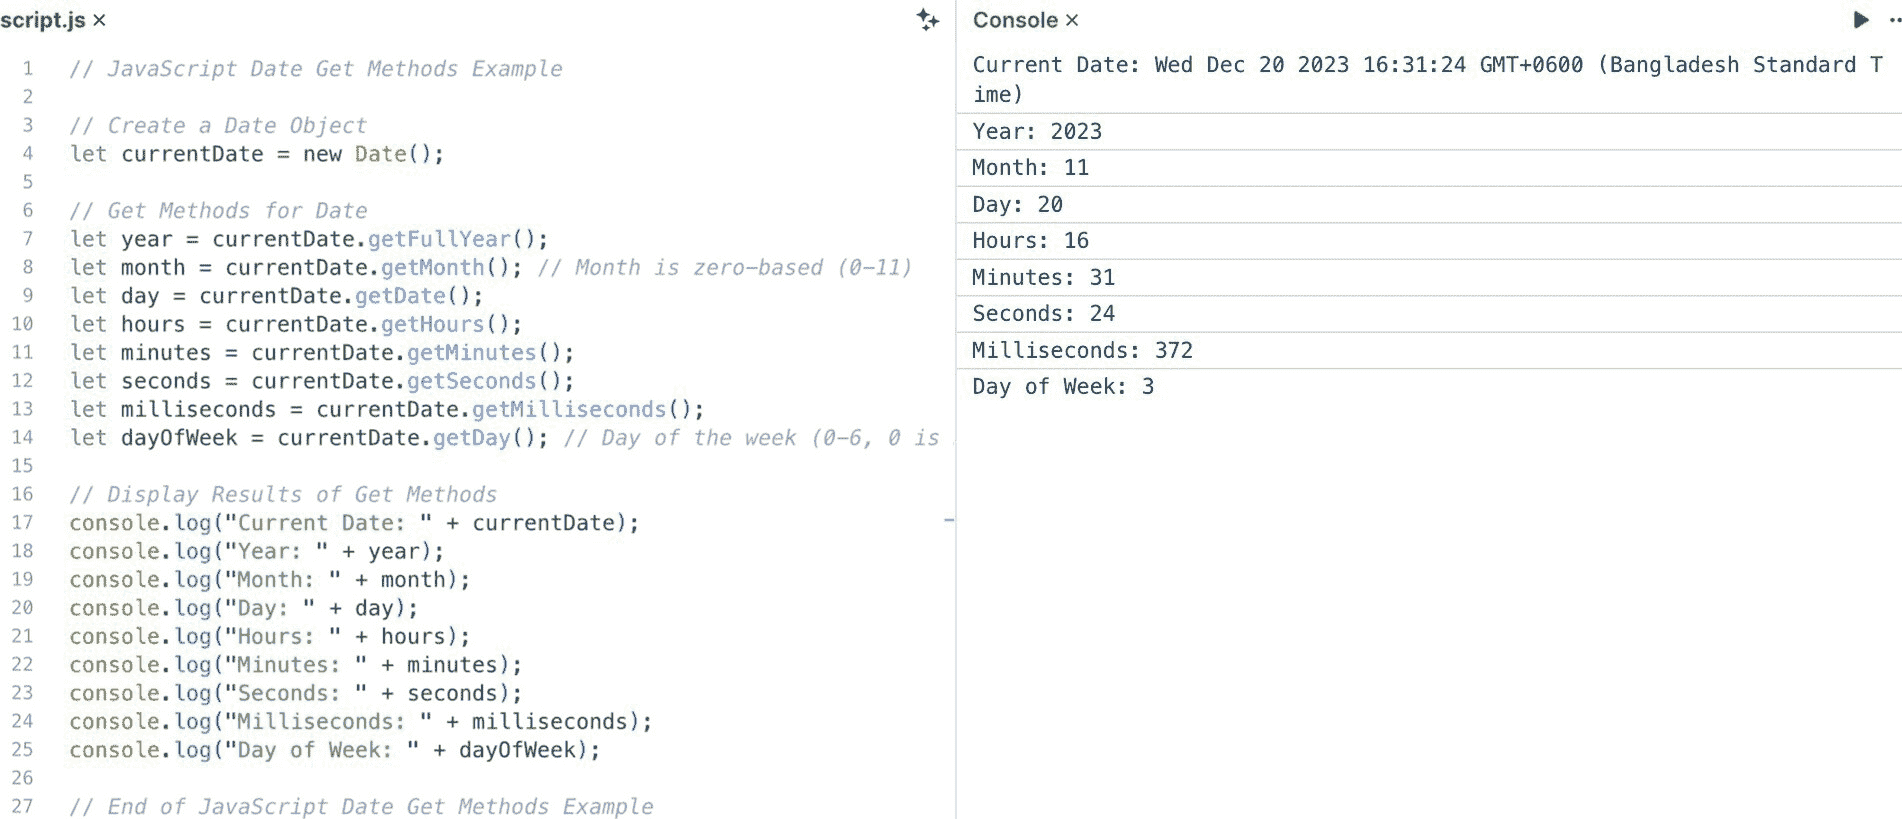 script.js ×
1 // JavaScript Date Get Methods Example
2
3 // Create a Date Object
4 let currentDate = new Date();
5
6 // Get Methods for Date
7 let year = currentDate.getFullYear();
8 let month = currentDate.getMonth(); // Month is zero-based (0-11)
9 let day = currentDate.getDate();
10 let hours = currentDate.getHours();
11 let minutes = currentDate.getMinutes();
12 let seconds = currentDate.getSeconds();
13 let milliseconds = currentDate.getMilliseconds();
14 let dayOfWeek = currentDate.getDay(); // Day of the week (0-6, 0 is
15
16 // Display Results of Get Methods
17 console.log("Current Date: " + currentDate);
18 console.log("Year: " + year);
19 console.log("Month: " + month);
20 console.log("Day: " + day);
21 console.log("Hours: " + hours);
22 console.log("Minutes: " + minutes);
23 console.log("Seconds: " + seconds);
24 console.log("Milliseconds: " + milliseconds);
25 console.log("Day of Week: " + dayOfWeek);
26
27 // End of JavaScript Date Get Methods Example
Console ×
Current Date: Wed Dec 20 2023 16:31:24 GMT+0600 (Bangladesh Standard T
ime)
Year: 2023
Month: 11
Day: 20
Hours: 16
Minutes: 31
Seconds: 24
Milliseconds: 372
Day of Week: 3